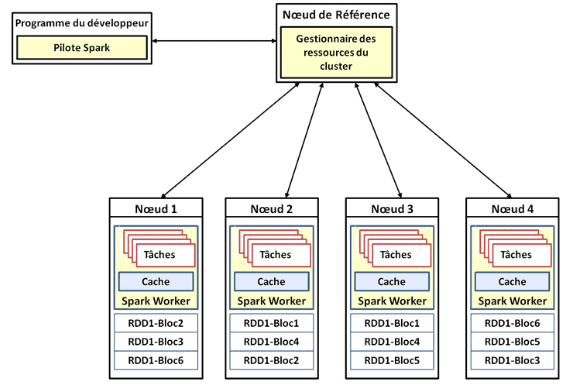 Programme du développeur
Pilote Spark
Nœud de Référence
Gestionnaire des
ressources du
cluster
Nœud 1
Tâches
Cache
Spark Worker
RDD1-Bloc2
RDD1-Bloc3
RDD1-Bloc6
Nœud 2
Tâches
Cache
Spark Worker
RDD1-Bloc1
RDD1-Bloc4
RDD1-Bloc2
Nœud 3
Tâches
Cache
Spark Worker
RDD1-Bloc1
RDD1-Bloc4
RDD1-Bloc5
Nœud 4
Tâches
Cache
Spark Worker
RDD1-Bloc6
RDD1-Bloc5
RDD1-Bloc3